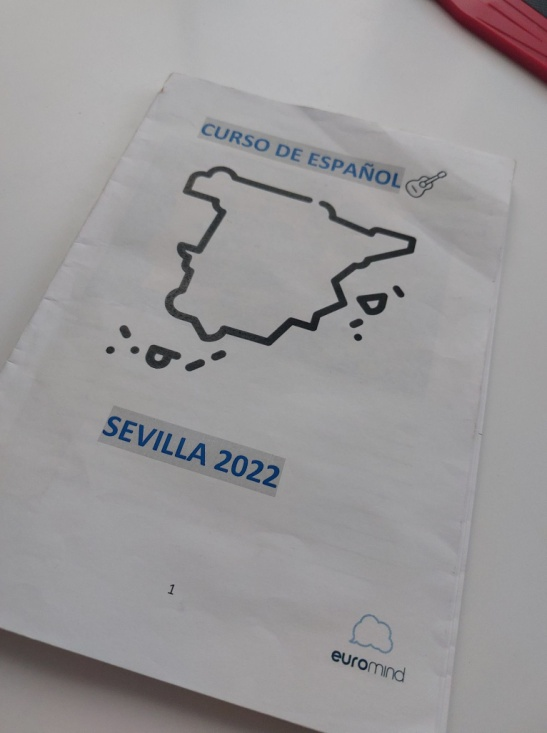 CURSO DE ESPAÑOL
SEVILLA 2022
1
euromind